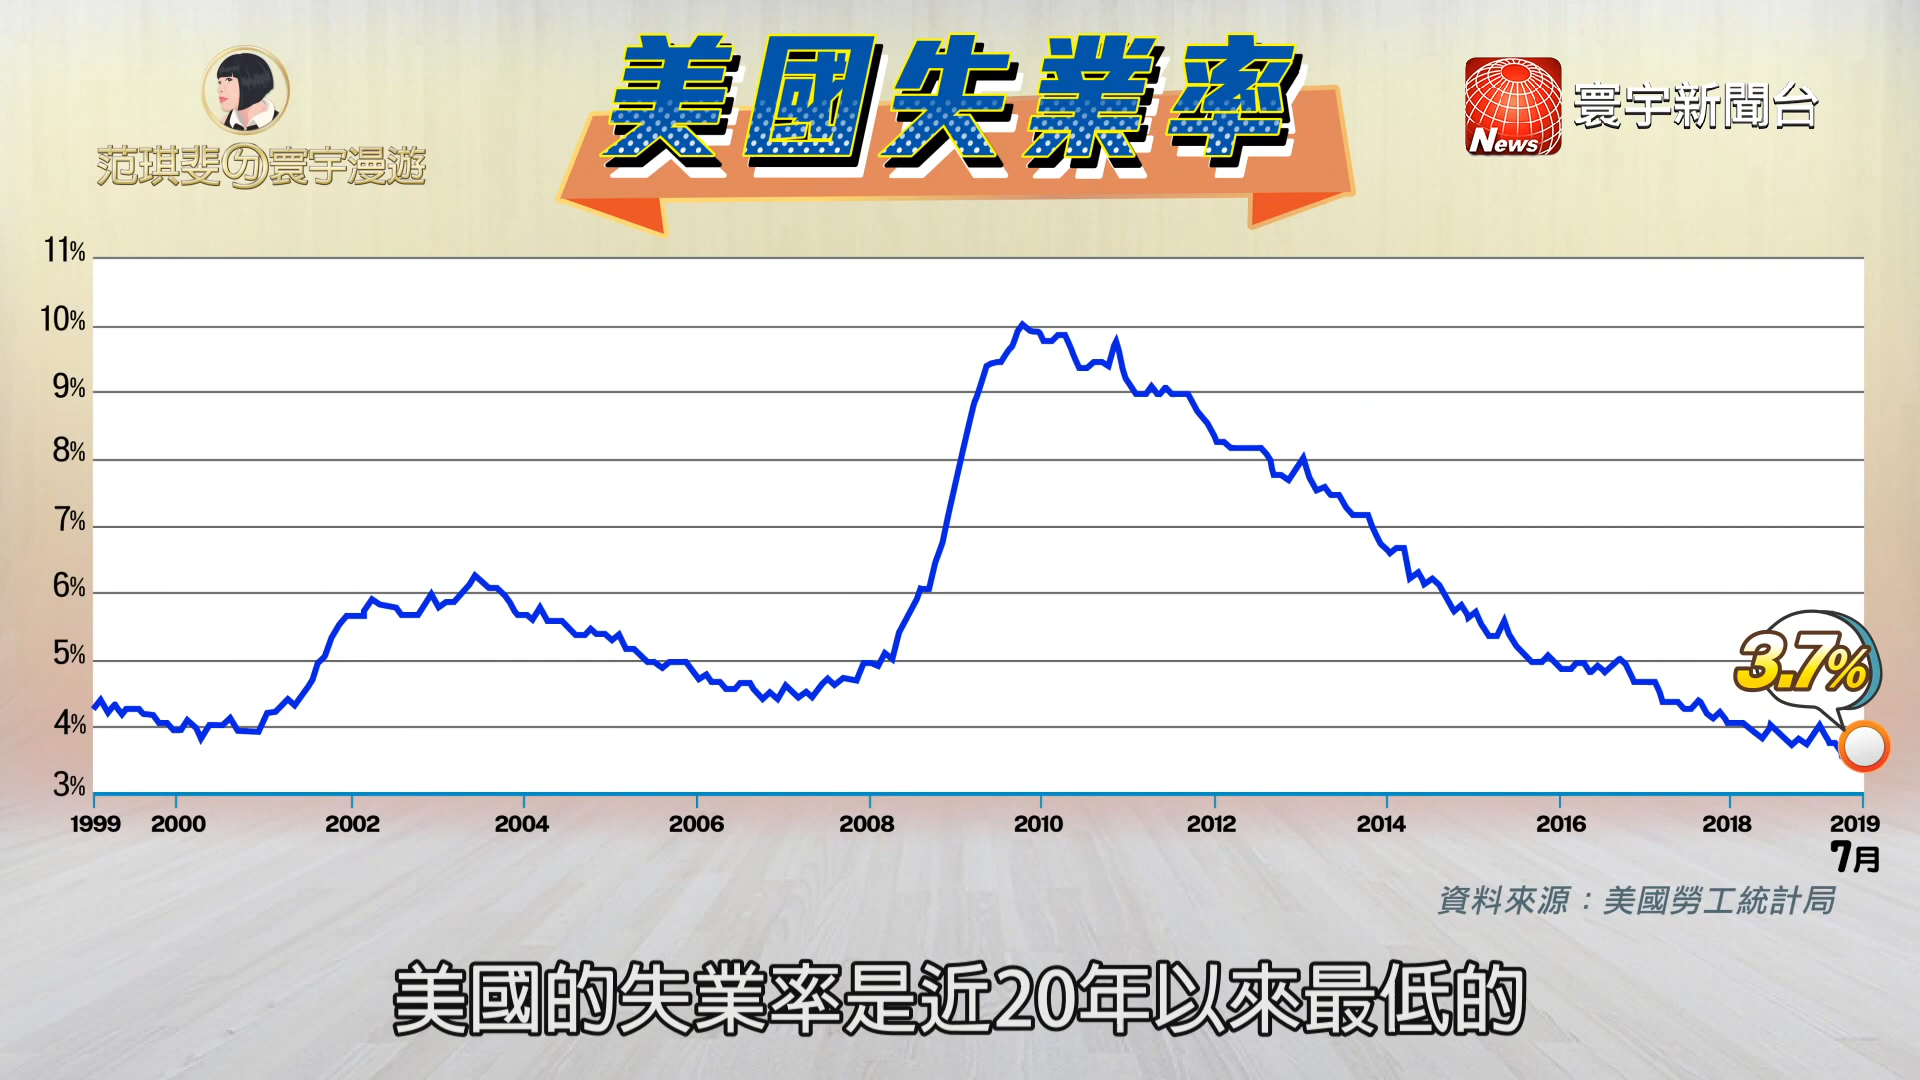 美國失業率
范琪斐の寰宇漫遊
News
寰宇新聞台
11%
10%
9%
8%
7%
6%
5%
4%
3%
3.7%
1999 2000 2002 2004 2006 2008 2010 2012 2014 2016 2018 2019
7月
資料來源：美國勞工統計局
美國的失業率是近20年以來最低的